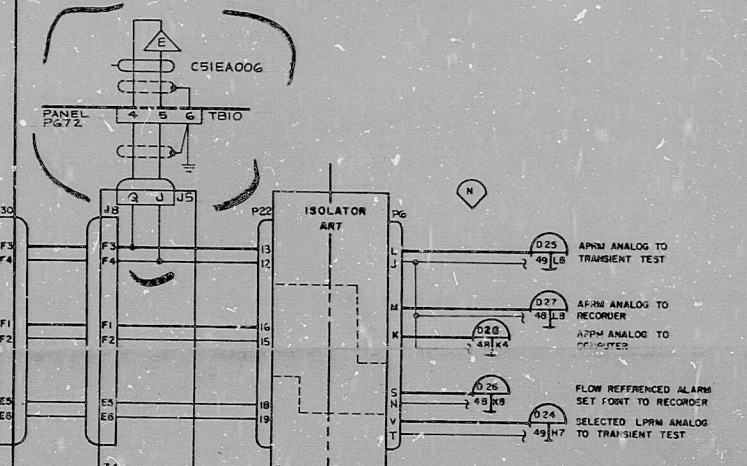 E
C51EA006
PANEL
P672
4 5 6 TB10
Q J J5
30 J8 P22 ISOLATOR P6
ART
N
F3 F3 13
F4 F4 12
L D25 APRM ANALOG TO
J 49 L8 TRANSIENT TEST
M D27 APRM ANALOG TO
48 L8 RECORDER
F1 F1 16
F2 F2 15
K D28 APRM ANALOG TO
48 K4 COMPUTER
S D26 FLOW REFERENCED ALARM
N 48 K8 SET POINT TO RECORDER
E5 E5 18
E6 E6 19
V D24 SELECTED LPRM ANALOG
T 49 H7 TO TRANSIENT TEST